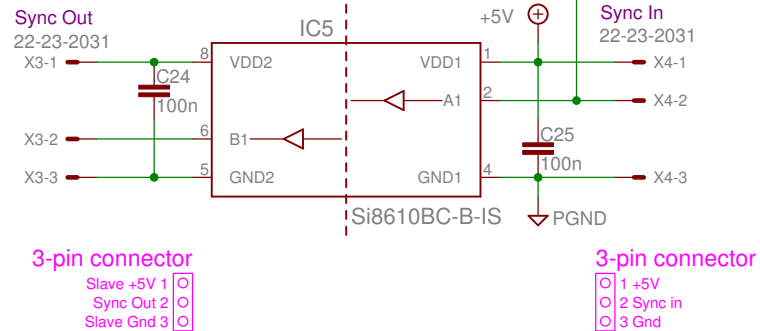 Sync Out
22-23-2031
X3-1
X3-2
X3-3
C24
100n
IC5
8 VDD2 VDD1 1
A1 2
6 B1
5 GND2 GND1 4
Si8610BC-B-IS
+5V
C25
100n
PGND
Sync In
22-23-2031
X4-1
X4-2
X4-3
3-pin connector
Slave +5V 1
Sync Out 2
Slave Gnd 3
3-pin connector
1 +5V
2 Sync in
3 Gnd